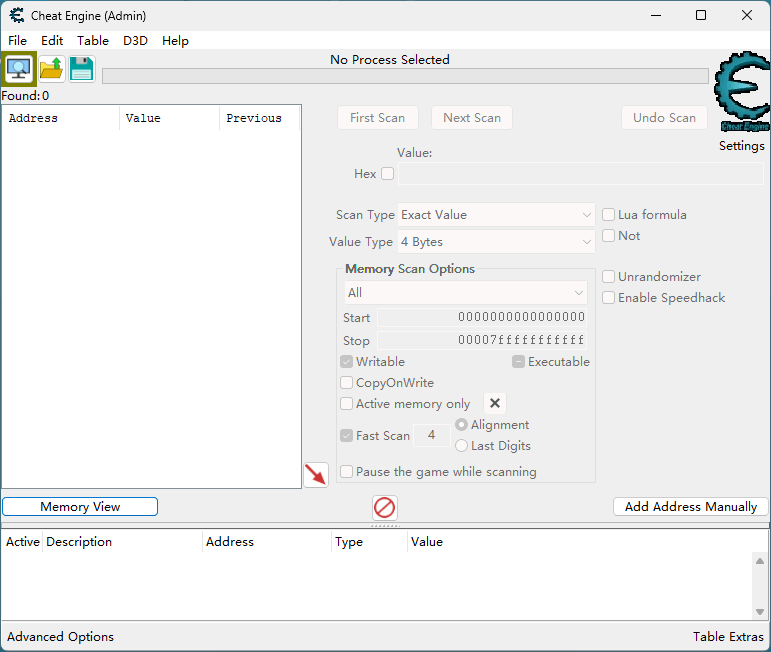 Cheat Engine (Admin)
File Edit Table D3D Help
No Process Selected
Found: 0
Address Value Previous
First Scan Next Scan Undo Scan
Cheat Engine
Settings
Value:
Hex
Scan Type Exact Value Lua formula
Not
Value Type 4 Bytes
Memory Scan Options
All
Unrandomizer
Enable Speedhack
Start 0000000000000000
Stop 00007fffffffffff
Writable Executable
CopyOnWrite
Active memory only
Fast Scan 4 Alignment
Last Digits
Pause the game while scanning
Memory View Add Address Manually
Active Description Address Type Value
Advanced Options Table Extras